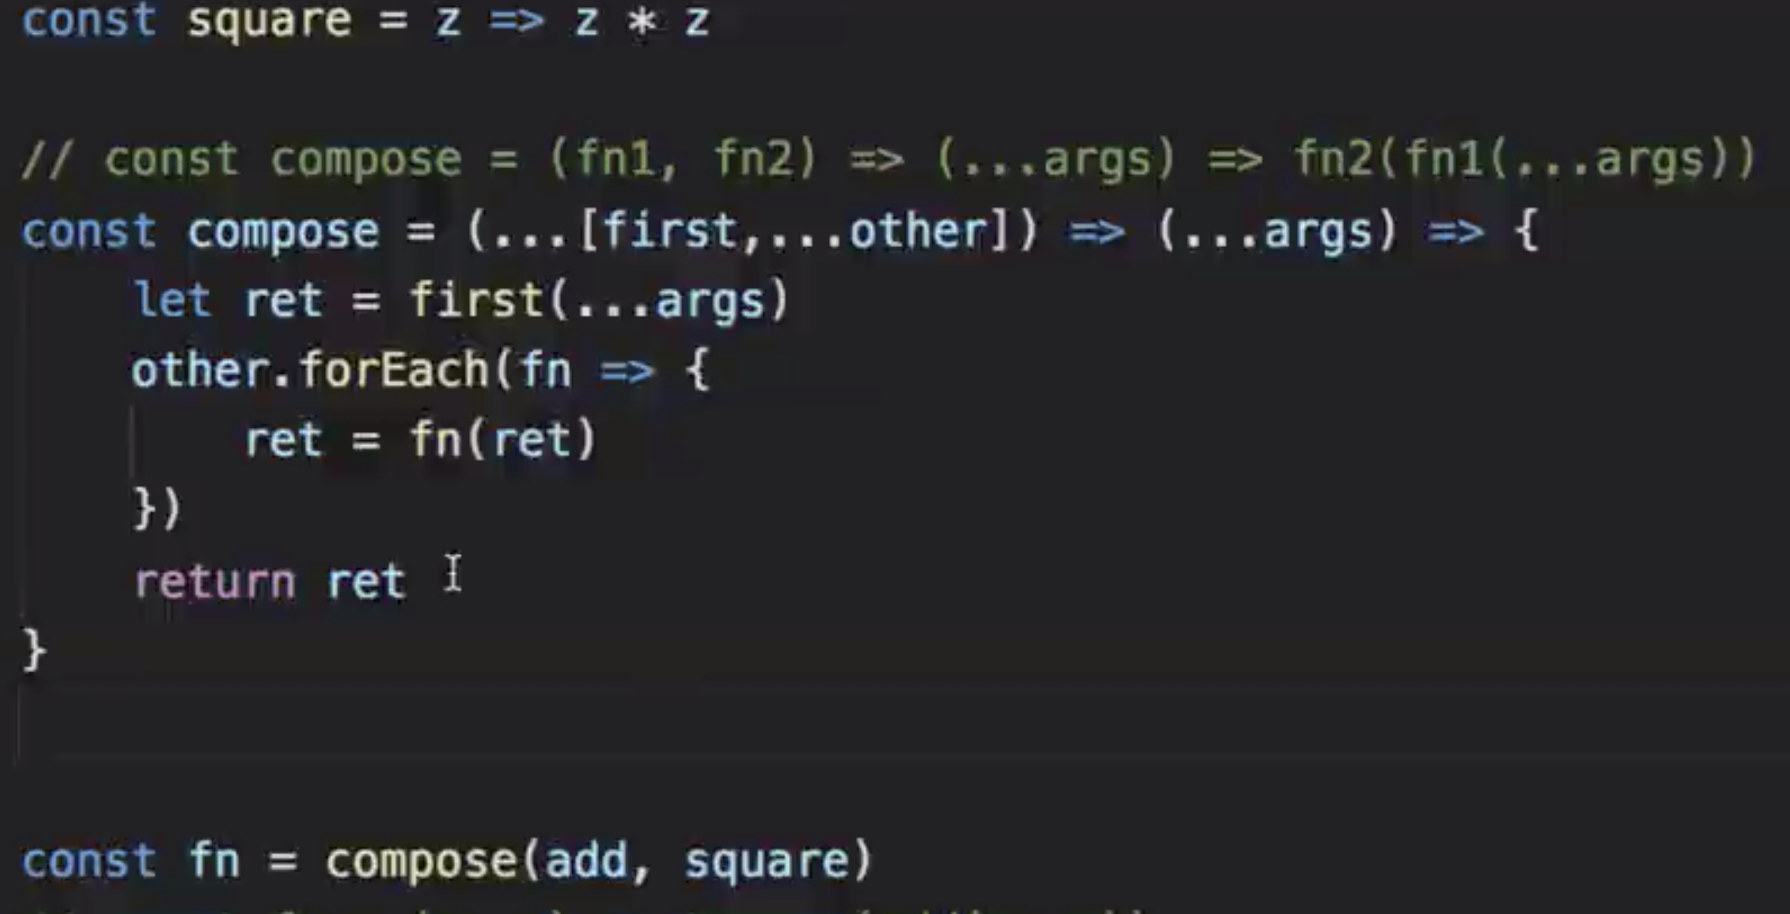 const square = z => z * z
// const compose = (fn1, fn2) => (...args) => fn2(fn1(...args))
const compose = (...[first,...other]) => (...args) => {
    let ret = first(...args)
    other.forEach(fn => {
        ret = fn(ret)
    })
    return ret
}
const fn = compose(add, square)